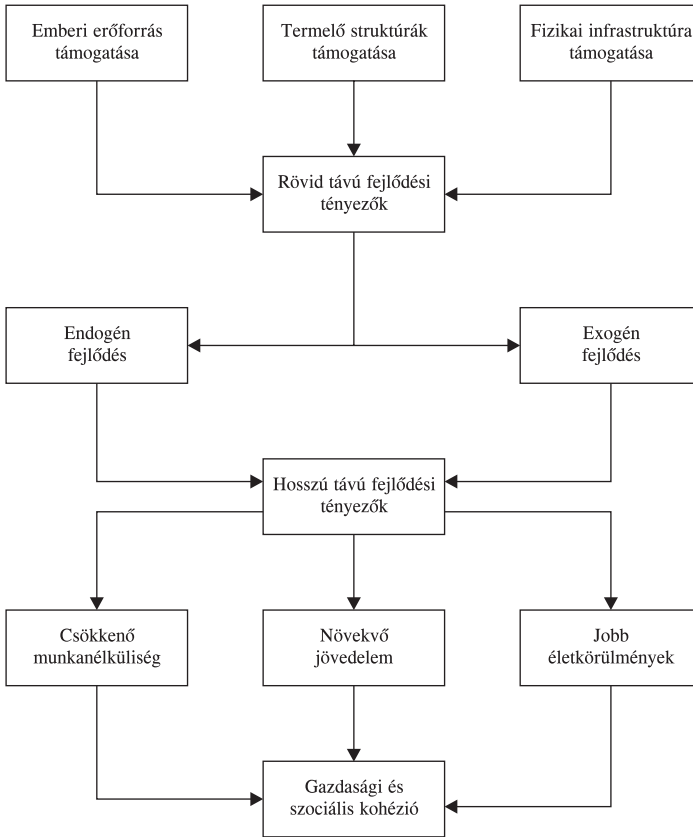 Emberi erőforrás
támogatása
Termelő struktúrák
támogatása
Fizikai infrastruktúra
támogatása
Rövid távú fejlődési
tényezők
Endogén
fejlődés
Exogén
fejlődés
Hosszú távú fejlődési
tényezők
Csökkenő
munkanélküliség
Növekvő
jövedelem
Jobb
életkörülmények
Gazdasági és
szociális kohézió